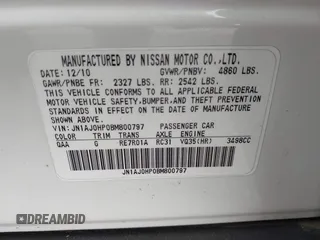 MANUFACTURED BY NISSAN MOTOR CO.,LTD.
DATE:12/10 GVWR/PNBV: 4860 LBS.
GAWR/PNBE FR: 2327 LBS. RR: 2542 LBS.
THIS VEHICLE CONFORMS TO ALL APPLICABLE FEDERAL
MOTOR VEHICLE SAFETY,BUMPER,AND THEFT
PREVENTION STANDARDS IN EFFECT ON THE DATE OF
MANUFACTURE SHOWN ABOVE.
VIN: JN1AJ0HP0BM800797 PASSENGER CAR
COLOR TRIM TRANS AXLE ENGINE
QAA G RE7R01A RC31 VQ35(HR) 3498CC
JN1AJ0HP0BM800797
DREAMBID.COM